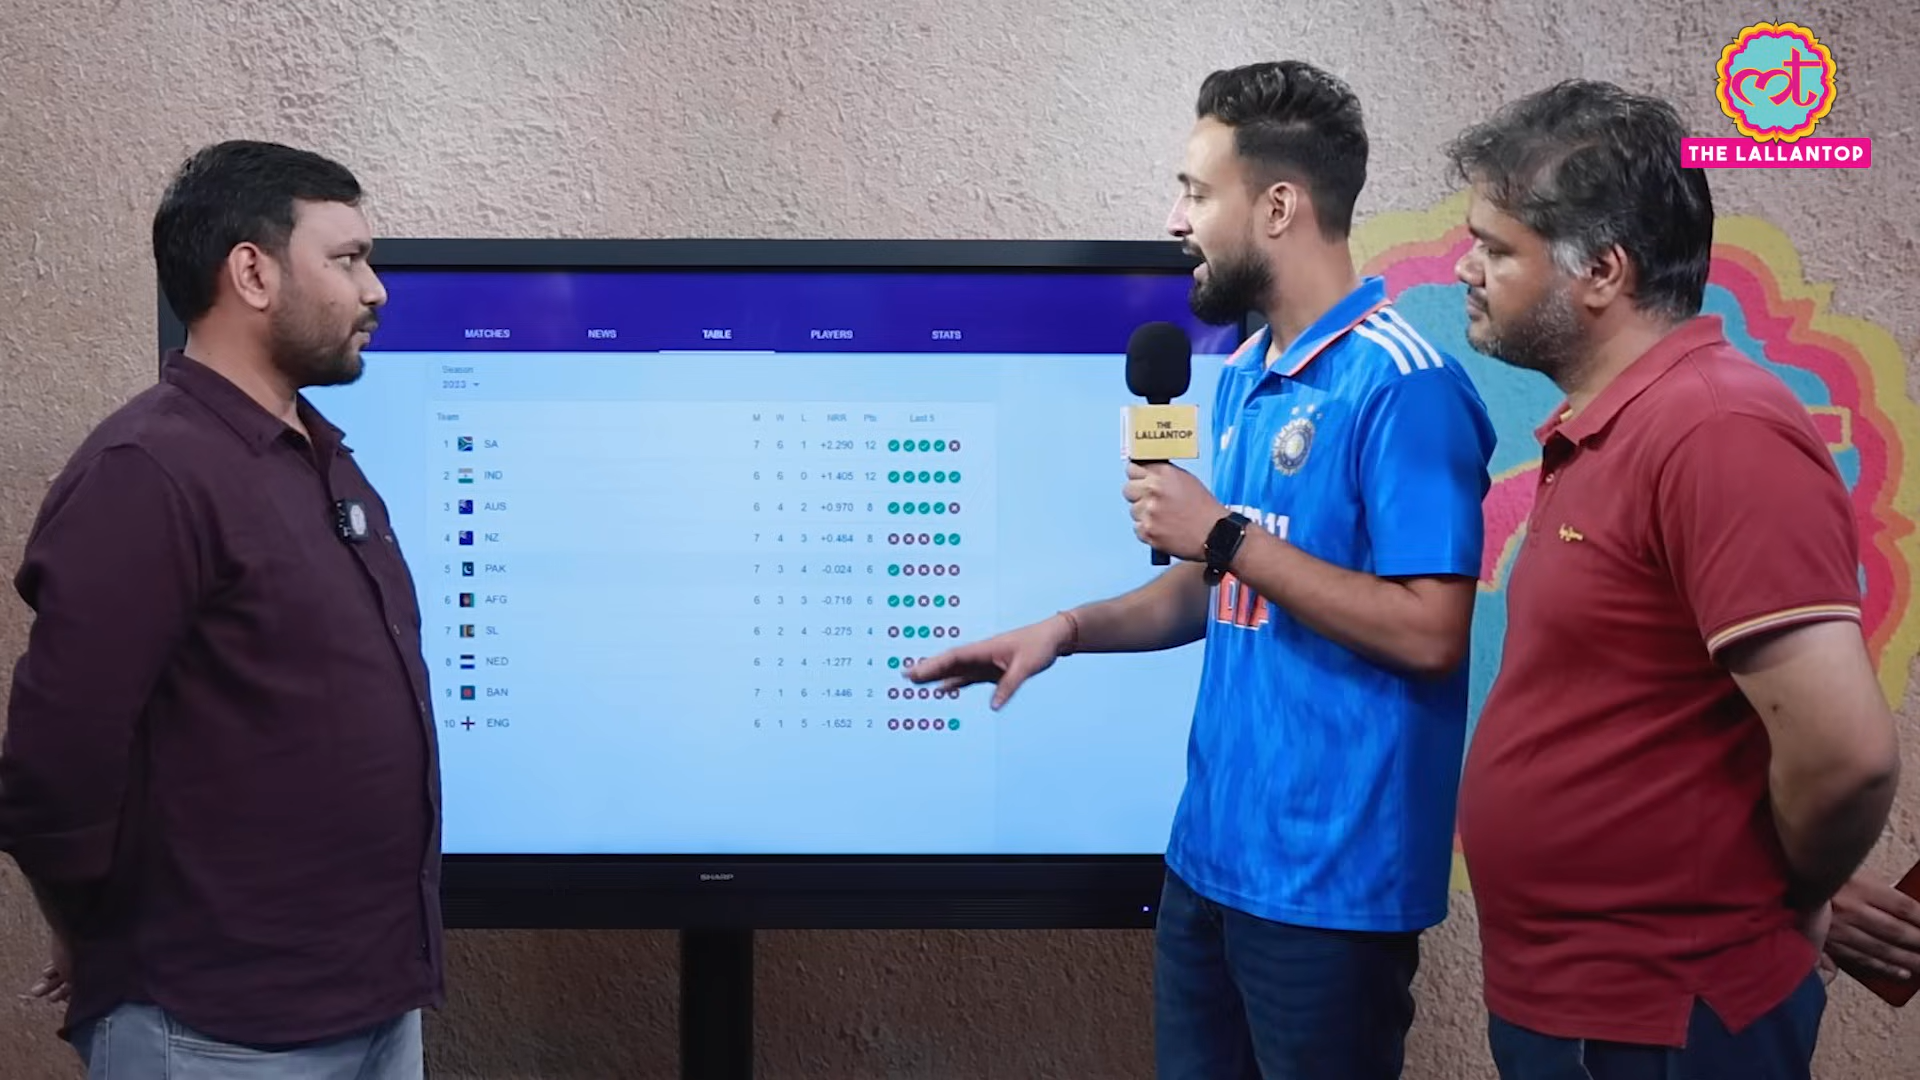 THE LALLANTOP
MATCHES NEWS TABLE PLAYERS STATS
Season
2023
Team M W L NRR Pts Last 5
1 SA 7 6 1 +2.290 12
2 IND 6 6 0 +1.405 12
3 AUS 6 4 2 +0.970 8
4 NZ 7 4 3 +0.484 8
5 PAK 7 3 4 -0.024 6
6 AFG 6 3 3 -0.718 6
7 SL 6 2 4 -0.275 4
8 NED 6 2 4 -1.277 4
9 BAN 7 1 6 -1.446 2
10 ENG 6 1 5 -1.652 2
SHARP
THE
LALLANTOP